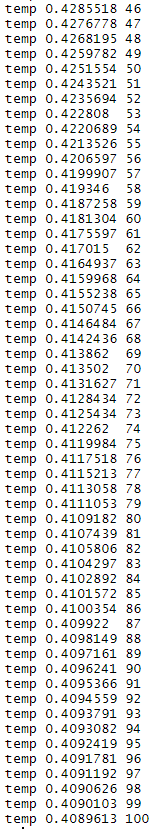 temp 0.4285518 46
temp 0.4276778 47
temp 0.4268195 48
temp 0.4259782 49
temp 0.4251554 50
temp 0.4243521 51
temp 0.4235694 52
temp 0.422808 53
temp 0.4220689 54
temp 0.4213526 55
temp 0.4206597 56
temp 0.4199907 57
temp 0.419346 58
temp 0.4187258 59
temp 0.4181304 60
temp 0.4175597 61
temp 0.417015 62
temp 0.4164937 63
temp 0.4159968 64
temp 0.4155238 65
temp 0.4150745 66
temp 0.4146484 67
temp 0.4142436 68
temp 0.413862 69
temp 0.413502 70
temp 0.4131627 71
temp 0.4128434 72
temp 0.4125434 73
temp 0.412262 74
temp 0.4119984 75
temp 0.4117518 76
temp 0.4115213 77
temp 0.4113058 78
temp 0.4111053 79
temp 0.4109182 80
temp 0.4107439 81
temp 0.4105806 82
temp 0.4104297 83
temp 0.4102892 84
temp 0.4101572 85
temp 0.4100354 86
temp 0.409922 87
temp 0.4098149 88
temp 0.4097161 89
temp 0.4096241 90
temp 0.4095366 91
temp 0.4094559 92
temp 0.4093791 93
temp 0.4093082 94
temp 0.4092419 95
temp 0.4091781 96
temp 0.4091192 97
temp 0.4090626 98
temp 0.4090103 99
temp 0.4089613 100